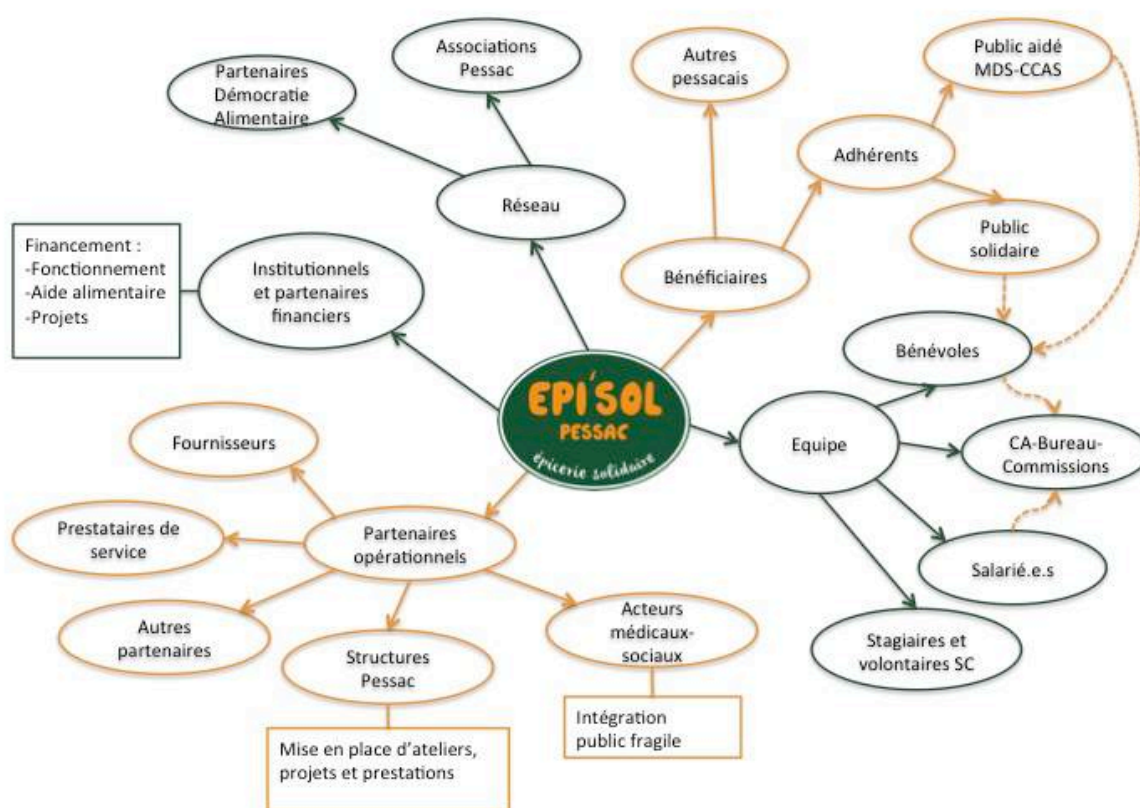 Associations
Pessac
Partenaires
Démocratie
Alimentaire
Autres
pessacais
Public aidé
MDS-CCAS
Adhérents
Réseau
Public
solidaire
Bénéficiaires
Financement :
-Fonctionnement
-Aide alimentaire
-Projets
Institutionnels
et partenaires
financiers
Bénévoles
EPI'SOL
PESSAC
épicerie solidaire
Equipe
CA-Bureau-
Commissions
Fournisseurs
Prestataires de
service
Partenaires
opérationnels
Salarié.e.s
Autres
partenaires
Structures
Pessac
Acteurs
médicaux-
sociaux
Stagiaires et
volontaires SC
Mise en place d'ateliers,
projets et prestations
Intégration
public fragile